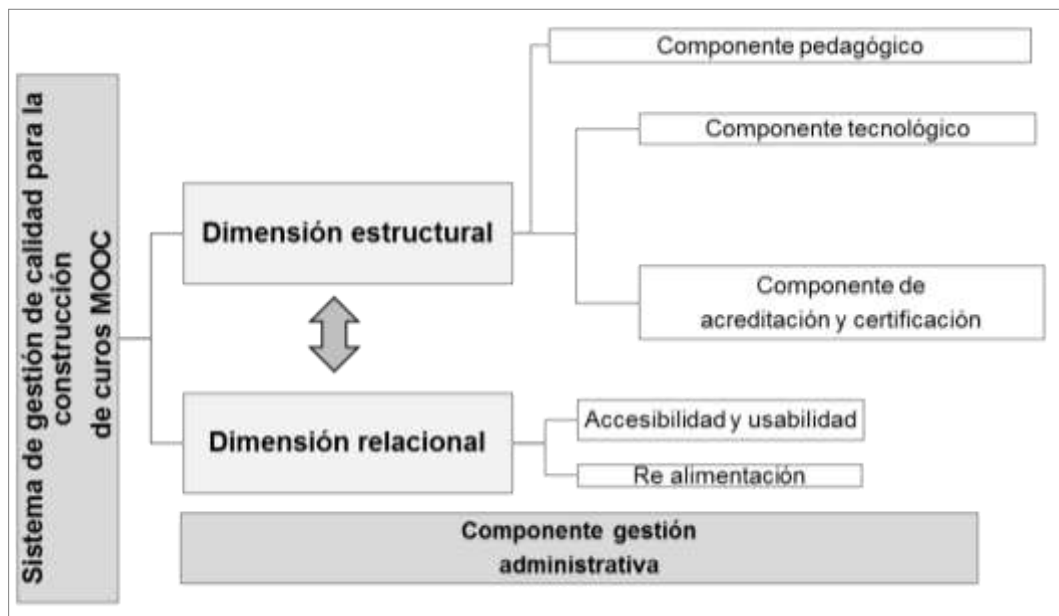 Sistema de gestión de calidad para la
construcción
de curos MOOC
Dimensión estructural
Componente pedagógico
Componente tecnológico
Componente de
acreditación y certificación
Dimensión relacional
Accesibilidad y usabilidad
Re alimentación
Componente gestión
administrativa